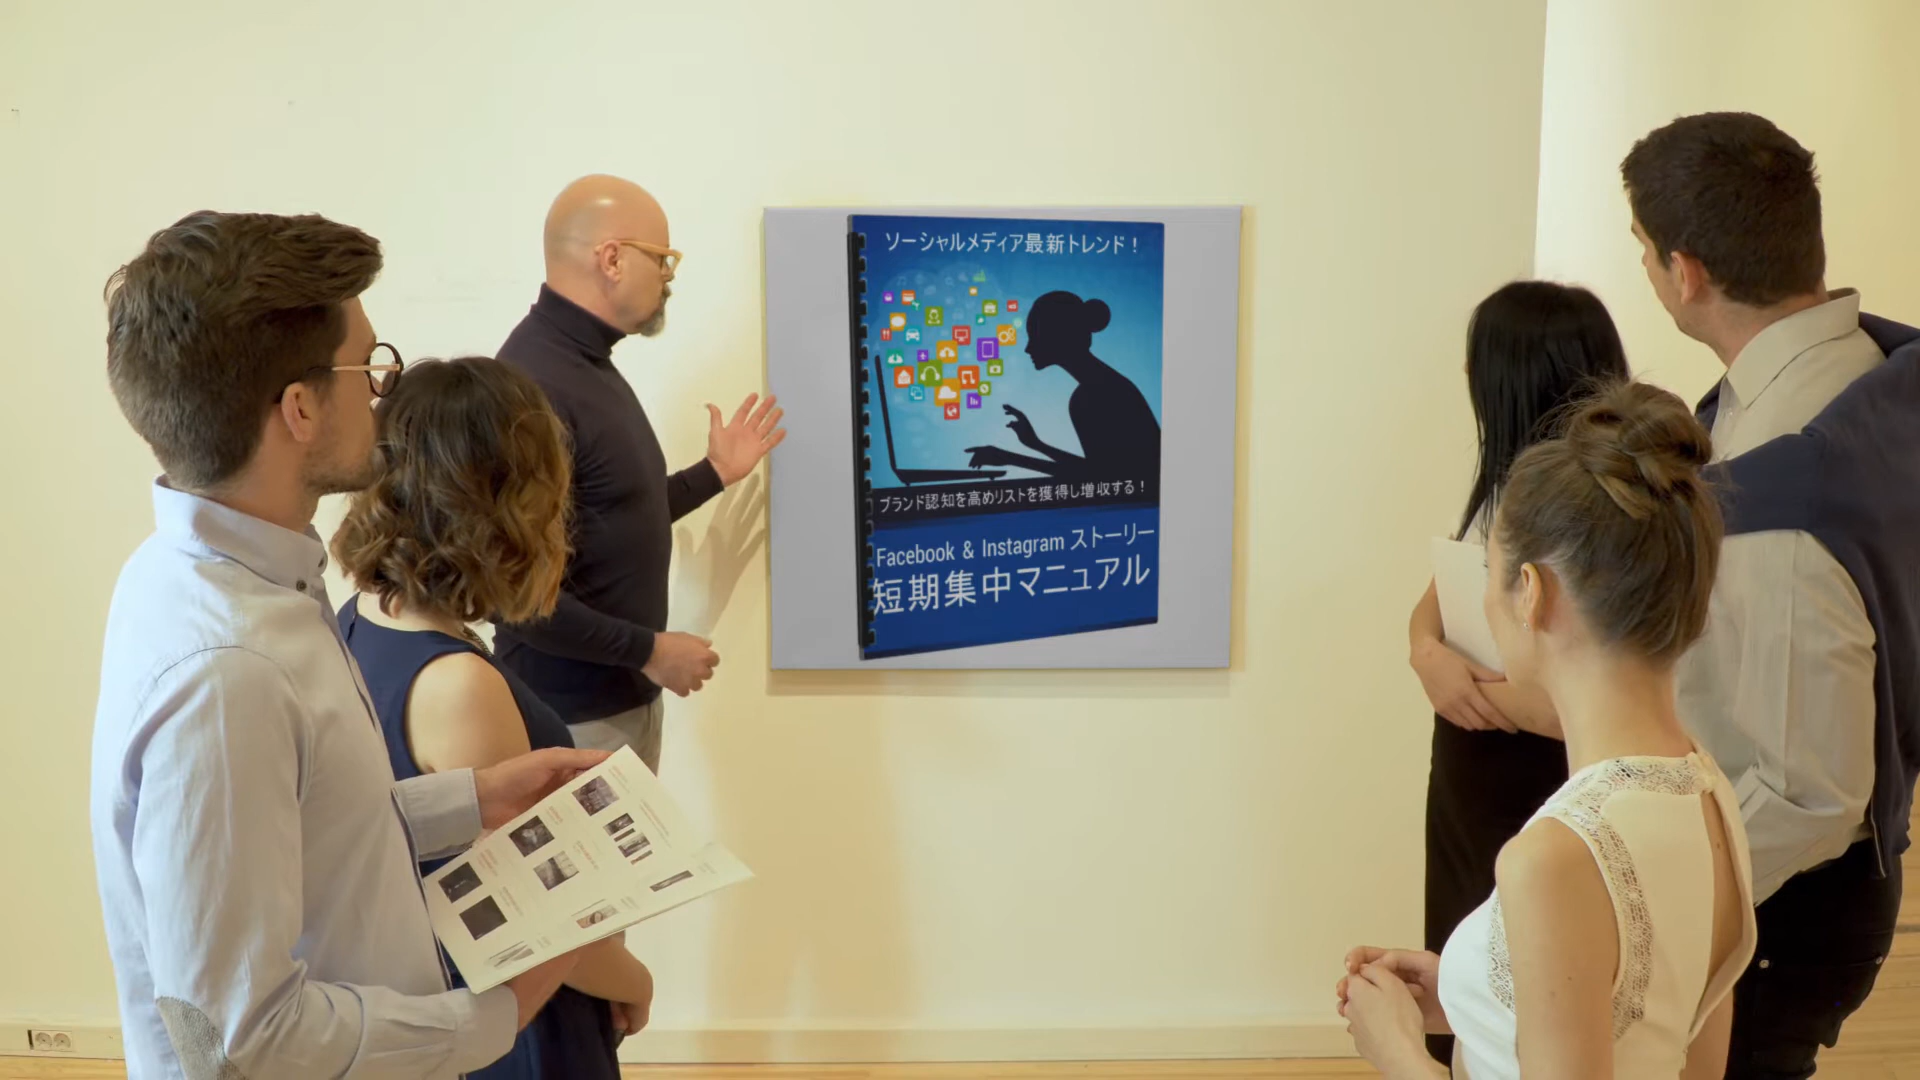 ソーシャルメディア最新トレンド！
ブランド認知を高めリストを獲得し増収する！
Facebook & Instagram ストーリー
短期集中マニュアル